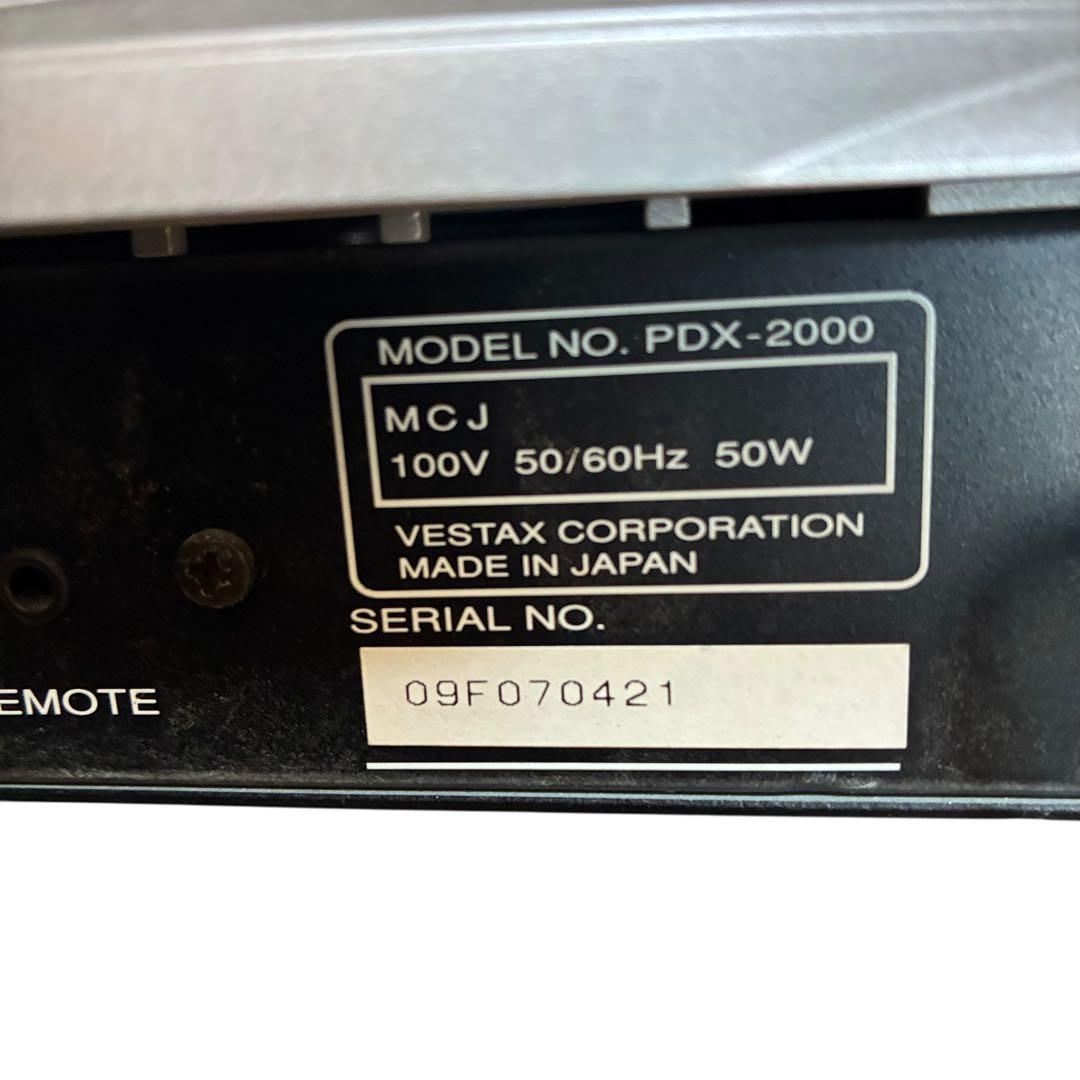 MODEL NO. PDX-2000
MCJ
100V 50/60Hz 50W
VESTAX CORPORATION
MADE IN JAPAN
SERIAL NO.
09F070421
EMOTE